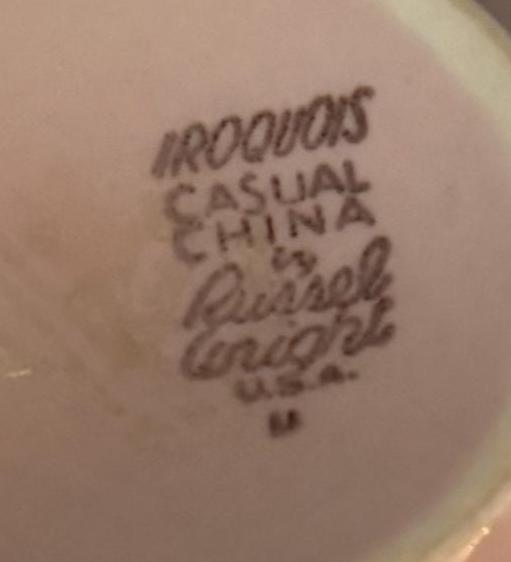 IROQUOIS
CASUAL
CHINA
by
Russel
Wright
U.S.A.